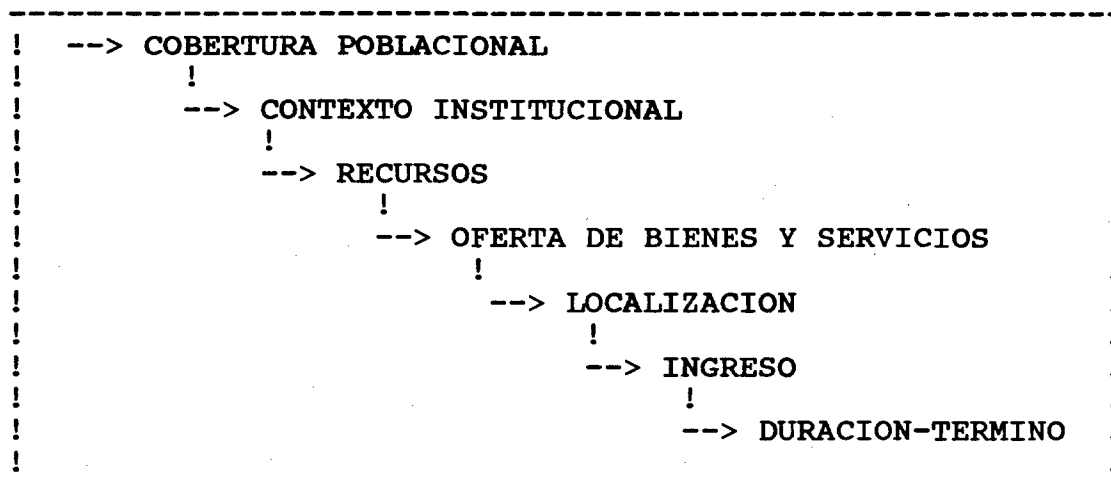 --> COBERTURA POBLACIONAL
--> CONTEXTO INSTITUCIONAL
--> RECURSOS
--> OFERTA DE BIENES Y SERVICIOS
--> LOCALIZACION
--> INGRESO
--> DURACION-TERMINO